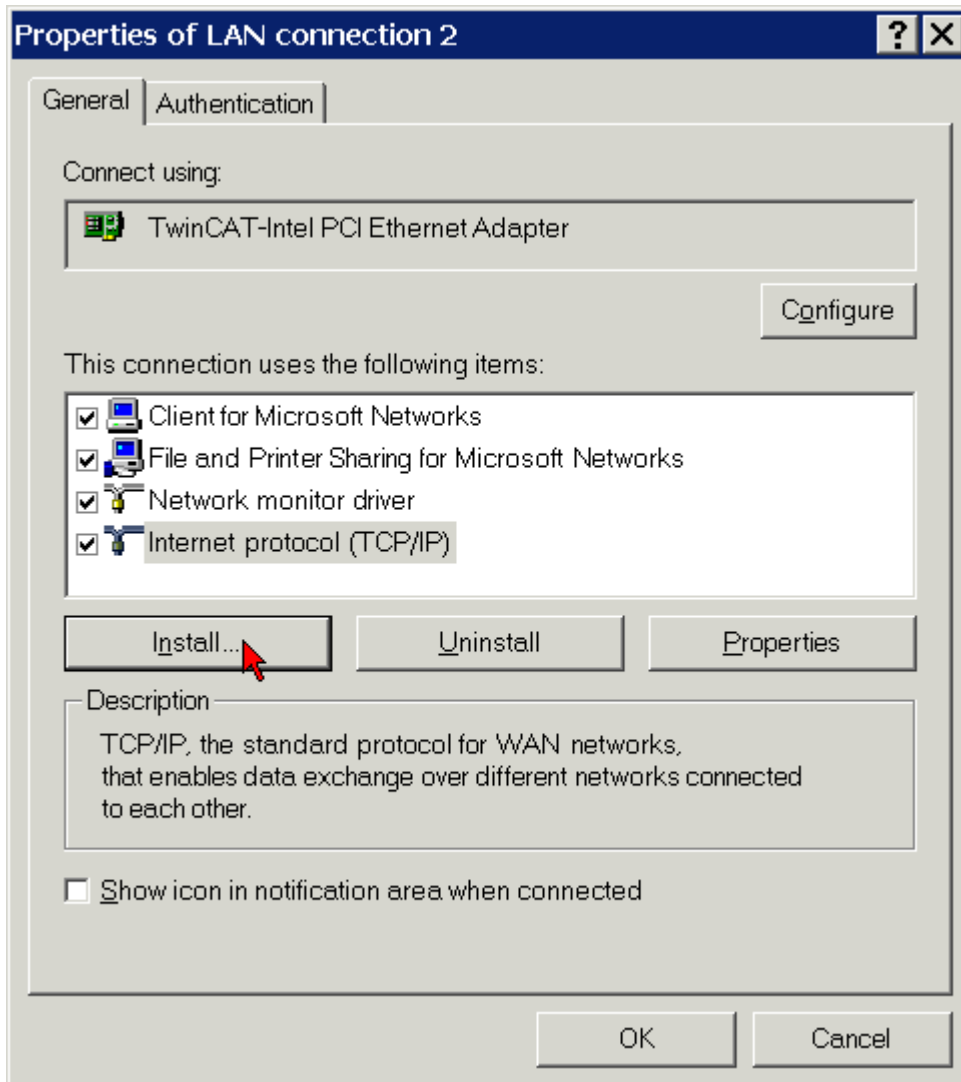 Properties of LAN connection 2
General
Authentication
Connect using:
TwinCAT-Intel PCI Ethernet Adapter
Configure
This connection uses the following items:
Client for Microsoft Networks
File and Printer Sharing for Microsoft Networks
Network monitor driver
Internet protocol (TCP/IP)
Install...
Uninstall
Properties
Description
TCP/IP, the standard protocol for WAN networks,
that enables data exchange over different networks connected
to each other.
Show icon in notification area when connected
OK
Cancel